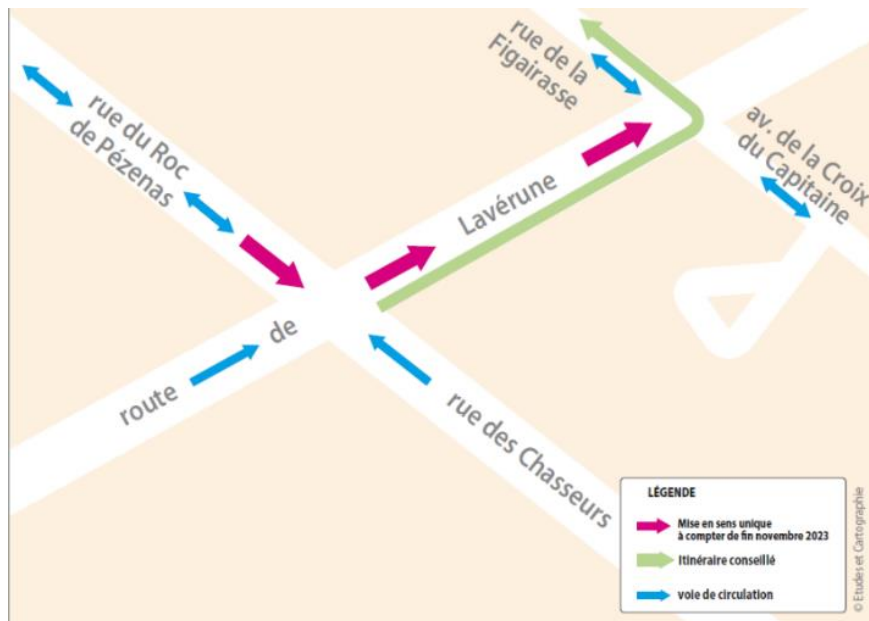 rue de la
Figairasse
rue du Roc
de Pézenas
av. de la Croix
du Capitaine
route de Lavérune
rue des Chasseurs
LÉGENDE
Mise en sens unique
à compter de fin novembre 2023
Itinéraire conseillé
voie de circulation
© Etudes et Cartographie